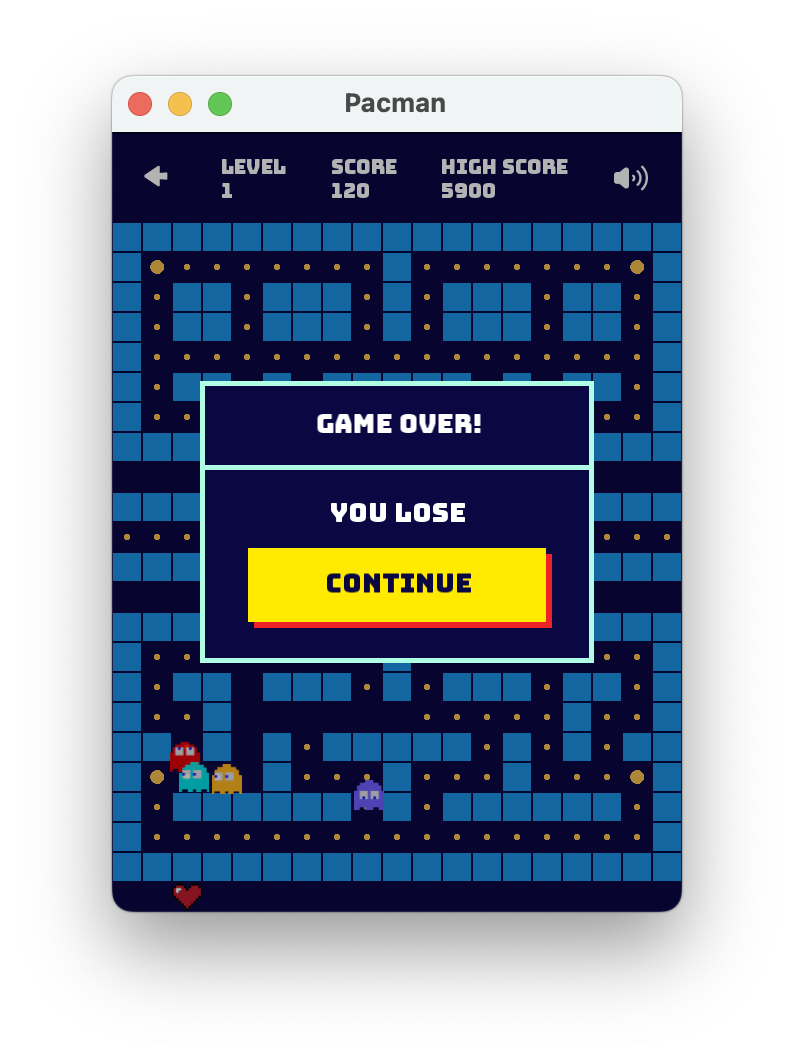 Pacman
LEVEL
1
SCORE
120
HIGH SCORE
5900
GAME OVER!
YOU LOSE
CONTINUE